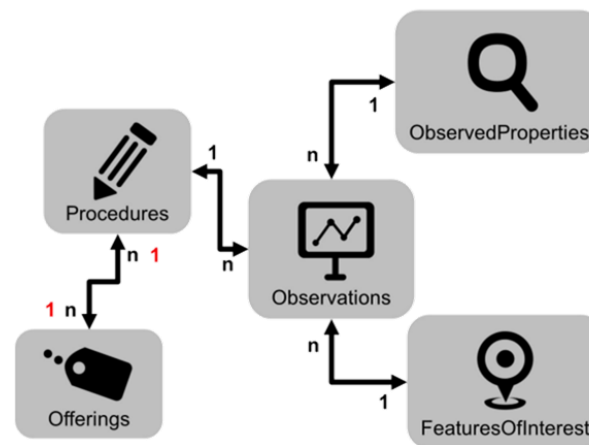 ObservedProperties
1
n
1
Procedures
n
Observations
n 1
1 n
n
1
Offerings
FeaturesOfInterest